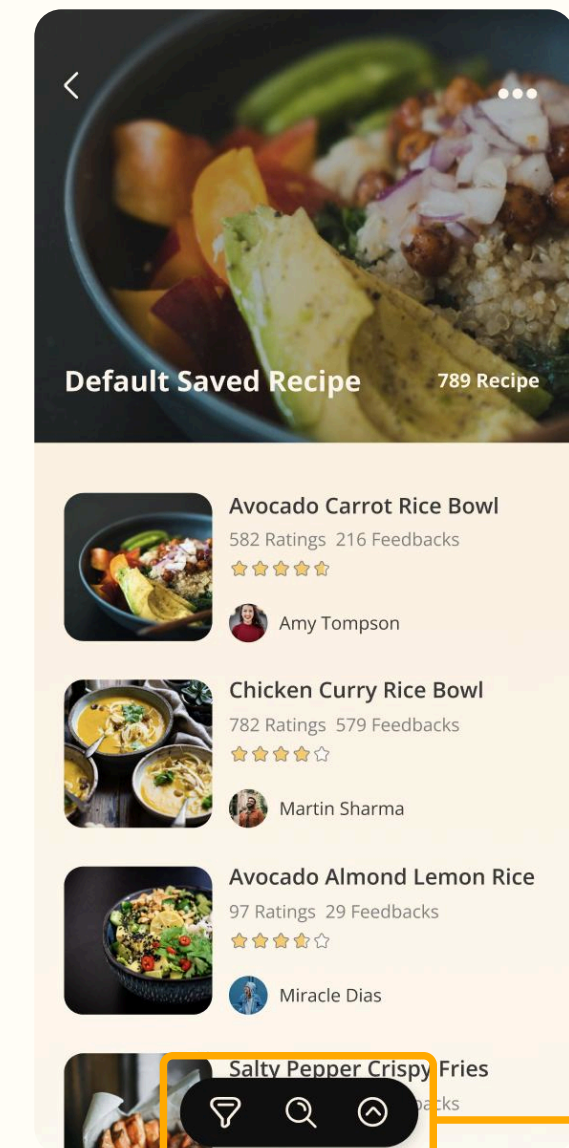 Default Saved Recipe 789 Recipe
Avocado Carrot Rice Bowl
582 Ratings 216 Feedbacks
Amy Tompson
Chicken Curry Rice Bowl
782 Ratings 579 Feedbacks
Martin Sharma
Avocado Almond Lemon Rice
97 Ratings 29 Feedbacks
Miracle Dias
Salty Pepper Crispy Fries